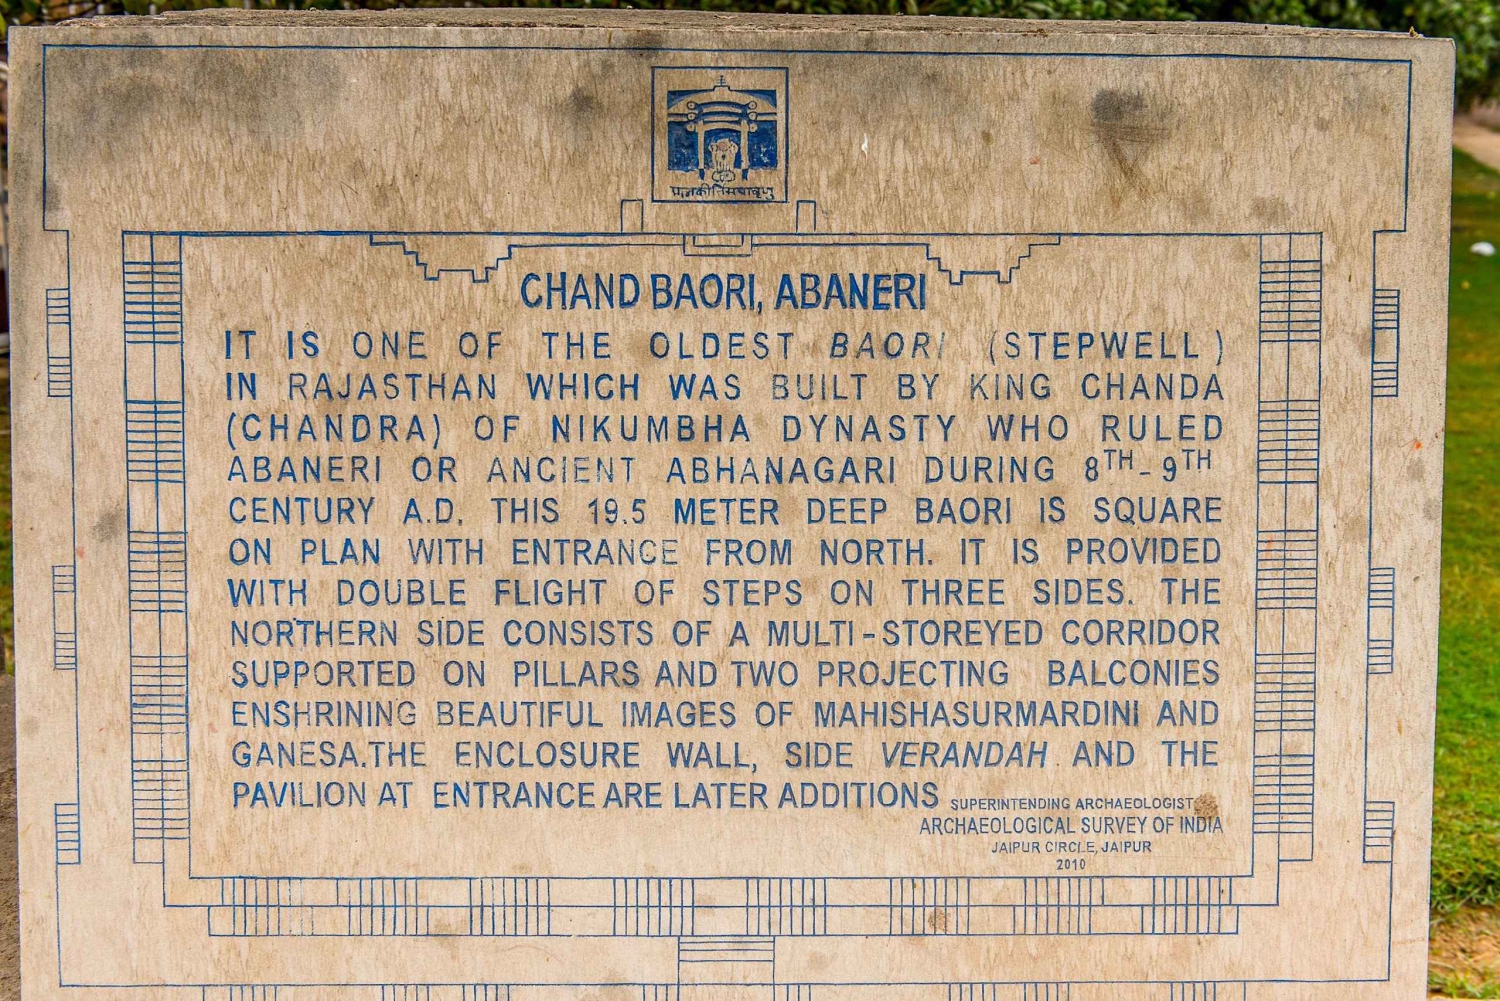 प्रत्नकीर्तिमपावृणु
CHAND BAORI, ABANERI
IT IS ONE OF THE OLDEST BAORI (STEPWELL)
IN RAJASTHAN WHICH WAS BUILT BY KING CHANDA
(CHANDRA) OF NIKUMBHA DYNASTY WHO RULED
ABANERI OR ANCIENT ABHANAGARI DURING 8TH-9TH
CENTURY A.D. THIS 19.5 METER DEEP BAORI IS SQUARE
ON PLAN WITH ENTRANCE FROM NORTH. IT IS PROVIDED
WITH DOUBLE FLIGHT OF STEPS ON THREE SIDES. THE
NORTHERN SIDE CONSISTS OF A MULTI-STOREYED CORRIDOR
SUPPORTED ON PILLARS AND TWO PROJECTING BALCONIES
ENSHRINING BEAUTIFUL IMAGES OF MAHISHASURMARDINI AND
GANESA.THE ENCLOSURE WALL, SIDE VERANDAH AND THE
PAVILION AT ENTRANCE ARE LATER ADDITIONS
SUPERINTENDING ARCHAEOLOGIST
ARCHAEOLOGICAL SURVEY OF INDIA
JAIPUR CIRCLE, JAIPUR
2010